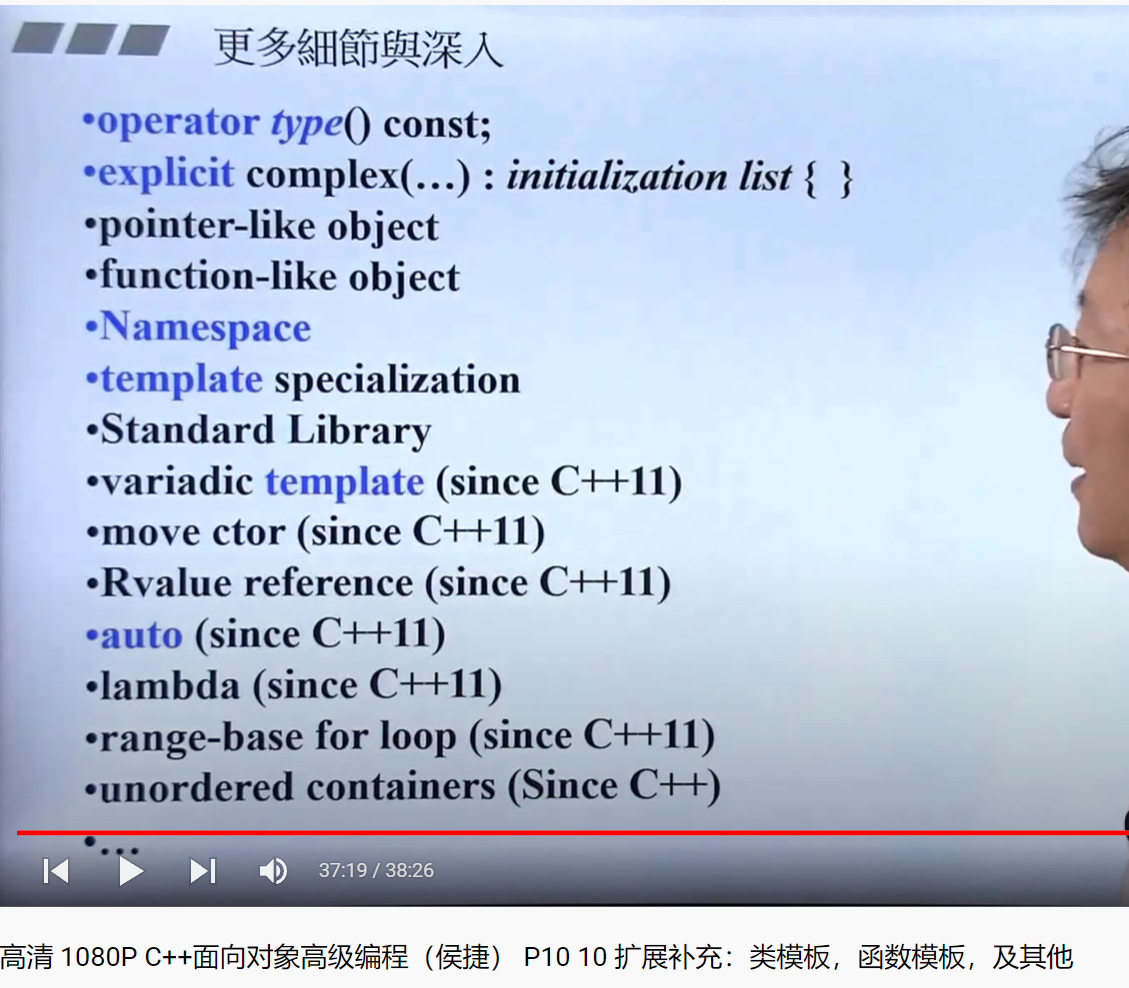 更多細節與深入
•operator type() const;
•explicit complex(…) : initialization list { }
•pointer-like object
•function-like object
•Namespace
•template specialization
•Standard Library
•variadic template (since C++11)
•move ctor (since C++11)
•Rvalue reference (since C++11)
•auto (since C++11)
•lambda (since C++11)
•range-base for loop (since C++11)
•unordered containers (Since C++)
•…
37:19 / 38:26
高清 1080P C++面向对象高级编程（侯捷） P10 10 扩展补充：类模板，函数模板，及其他